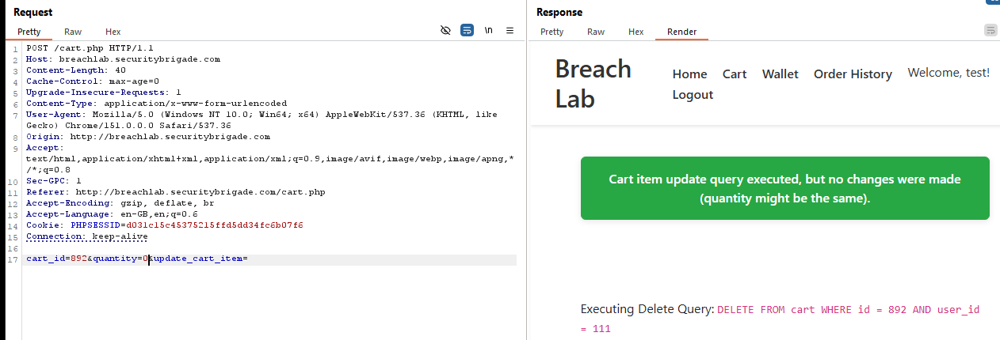 Request
Pretty Raw Hex
\n
1 POST /cart.php HTTP/1.1
2 Host: breachlab.securitybrigade.com
3 Content-Length: 40
4 Cache-Control: max-age=0
5 Upgrade-Insecure-Requests: 1
6 Content-Type: application/x-www-form-urlencoded
7 User-Agent: Mozilla/5.0 (Windows NT 10.0; Win64; x64) AppleWebKit/537.36 (KHTML, like
Gecko) Chrome/151.0.0.0 Safari/537.36
8 Origin: http://breachlab.securitybrigade.com
9 Accept:
text/html,application/xhtml+xml,application/xml;q=0.9,image/avif,image/webp,image/apng,*
/*;q=0.8
10 Sec-GPC: 1
11 Referer: http://breachlab.securitybrigade.com/cart.php
12 Accept-Encoding: gzip, deflate, br
13 Accept-Language: en-GB,en;q=0.6
14 Cookie: PHPSESSID=d031c15c45375215ffd5dd34fc6b07f6
15 Connection: keep-alive
16
17 cart_id=892&quantity=0&update_cart_item=
Response
Pretty Raw Hex Render
Breach
Lab
Home Cart Wallet Order History Welcome, test!
Logout
Cart item update query executed, but no changes were made
(quantity might be the same).
Executing Delete Query: DELETE FROM cart WHERE id = 892 AND user_id
= 111